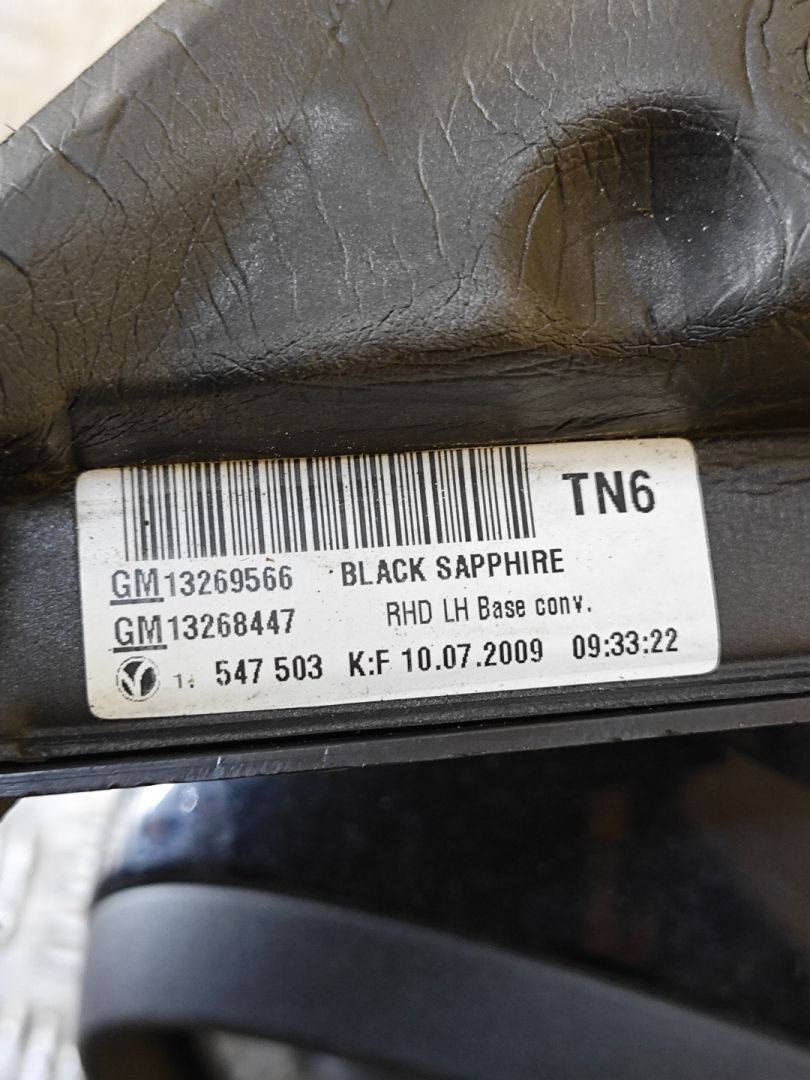 TN6
GM13269566 BLACK SAPPHIRE
GM13268447 RHD LH Base conv.
1. 547 503 K:F 10.07.2009 09:33:22